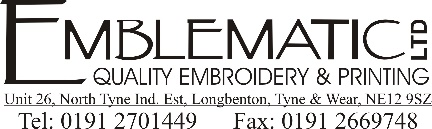 EMBLEMATIC LTD
QUALITY EMBROIDERY & PRINTING
Unit 26, North Tyne Ind. Est, Longbenton, Tyne & Wear, NE12 9SZ
Tel: 0191 2701449 Fax: 0191 2669748